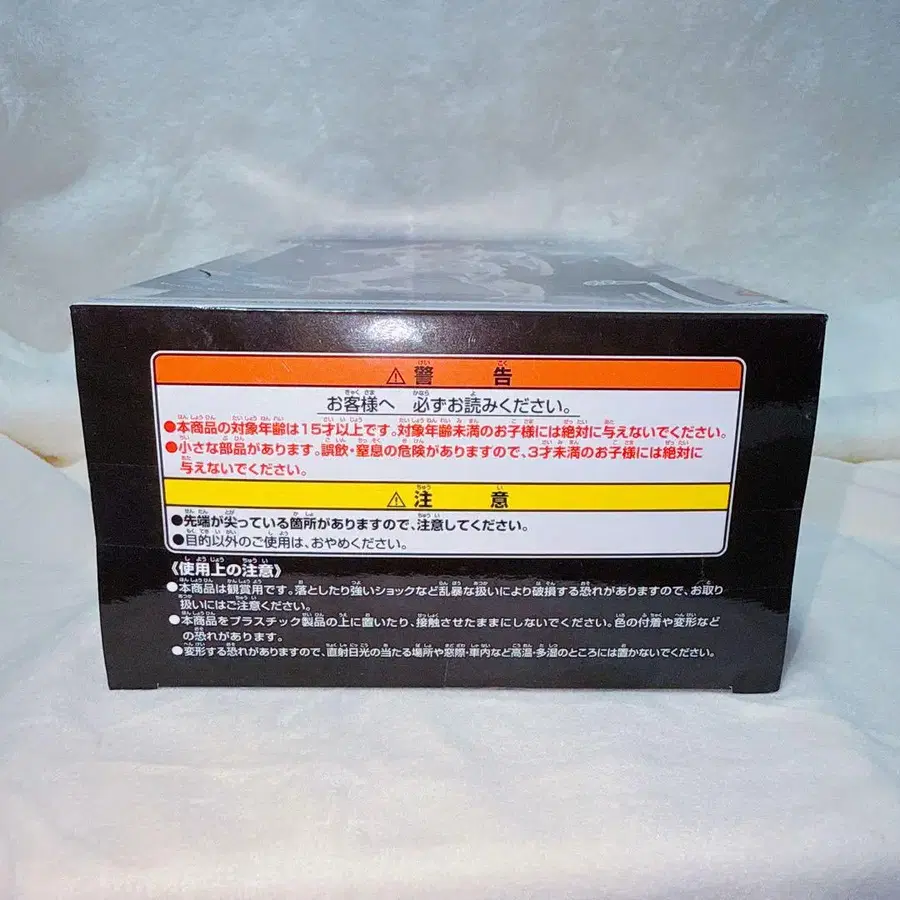 ⚠警告
お客様へ 必ずお読みください。
●本商品の対象年齢は15才以上です。対象年齢未満のお子様には絶対に与えないでください。
●小さな部品があります。誤飲・窒息の危険がありますので、3才未満のお子様には絶対に
与えないでください。
⚠注意
●先端が尖っている箇所がありますので、注意してください。
●目的以外のご使用は、おやめください。
《使用上の注意》
●本商品は観賞用です。落としたり強いショックなど乱暴な扱いにより破損する恐れがありますので、お取り
扱いにはご注意ください。
●本商品をプラスチック製品の上に置いたり、接触させたままにしないでください。色の付着や変形など
の恐れがあります。
●変形する恐れがありますので、直射日光の当たる場所や窓際・車内など高温・多湿のところには置かないでください。